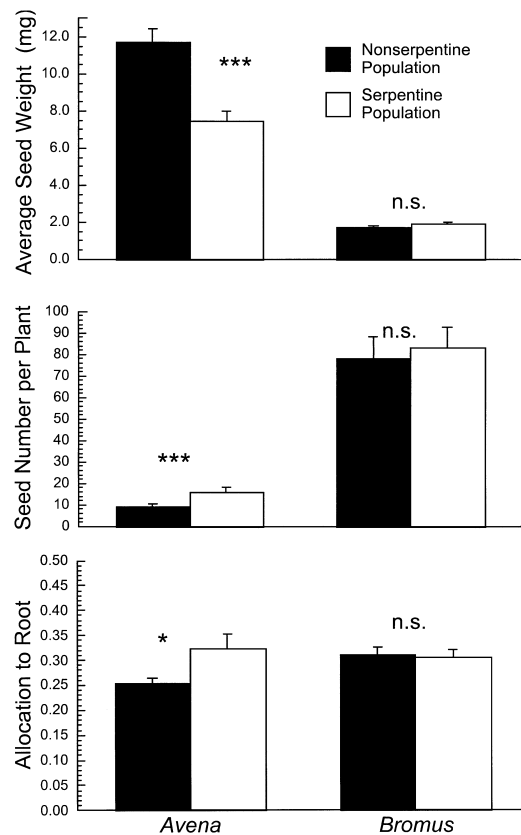 Average Seed Weight (mg)
12.0
10.0
8.0
6.0
4.0
2.0
0.0
***
n.s.
Nonserpentine
Population
Serpentine
Population
Seed Number per Plant
100
90
80
70
60
50
40
30
20
10
0
***
n.s.
Allocation to Root
0.50
0.45
0.40
0.35
0.30
0.25
0.20
0.15
0.10
0.05
0.00
*
n.s.
Avena
Bromus